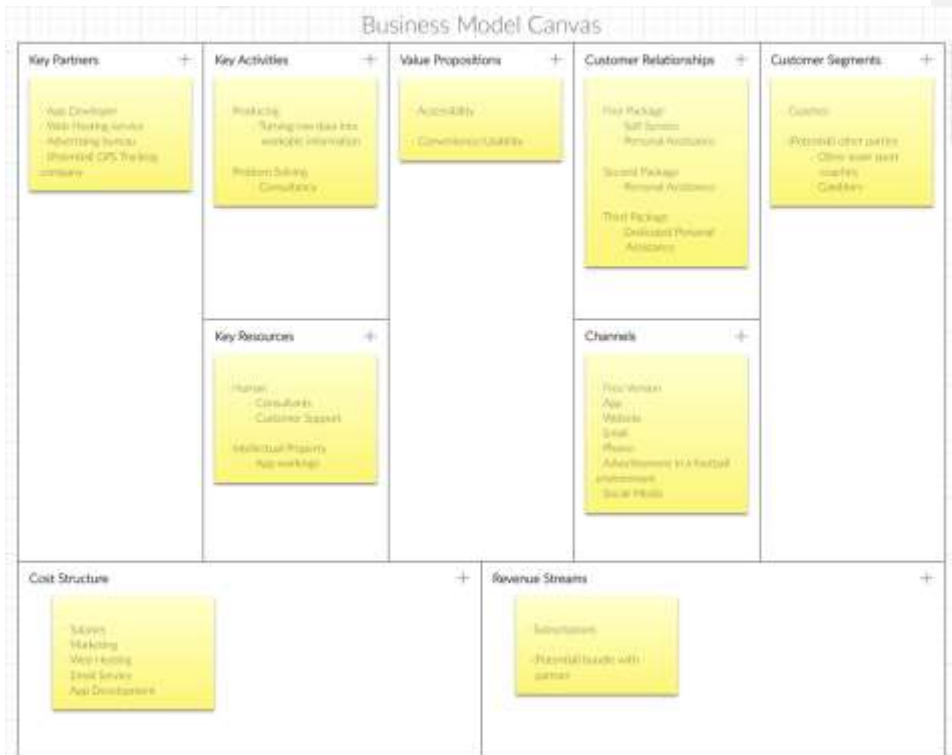 Business Model Canvas
Key Partners +
- App Developer
- Web Hosting Service
- Advertising bureau
- (Potential) GPS Tracking
company
Key Activities +
Producing
- Turning raw data into
workable information
Problem Solving
Consultancy
Key Resources +
Human
Consultants
Customer Support
Intellectual Property
App workings
Value Propositions +
- Accessibility
- Convenience/Usability
Customer Relationships +
First Package
Self Service
Personal Assistance
Second Package
Personal Assistance
Third Package
Dedicated Personal
Assistance
Channels +
Free Version
App
Website
Email
Phone
Advertisement in a football
environment
Social Media
Customer Segments +
- Coaches
- (Potential) other parties
- Other team sport
coaches
Cost Structure +
Salaries
Marketing
Web Hosting
Email Service
App Development
Revenue Streams +
Subscriptions
- (Potential) bundle with
partner